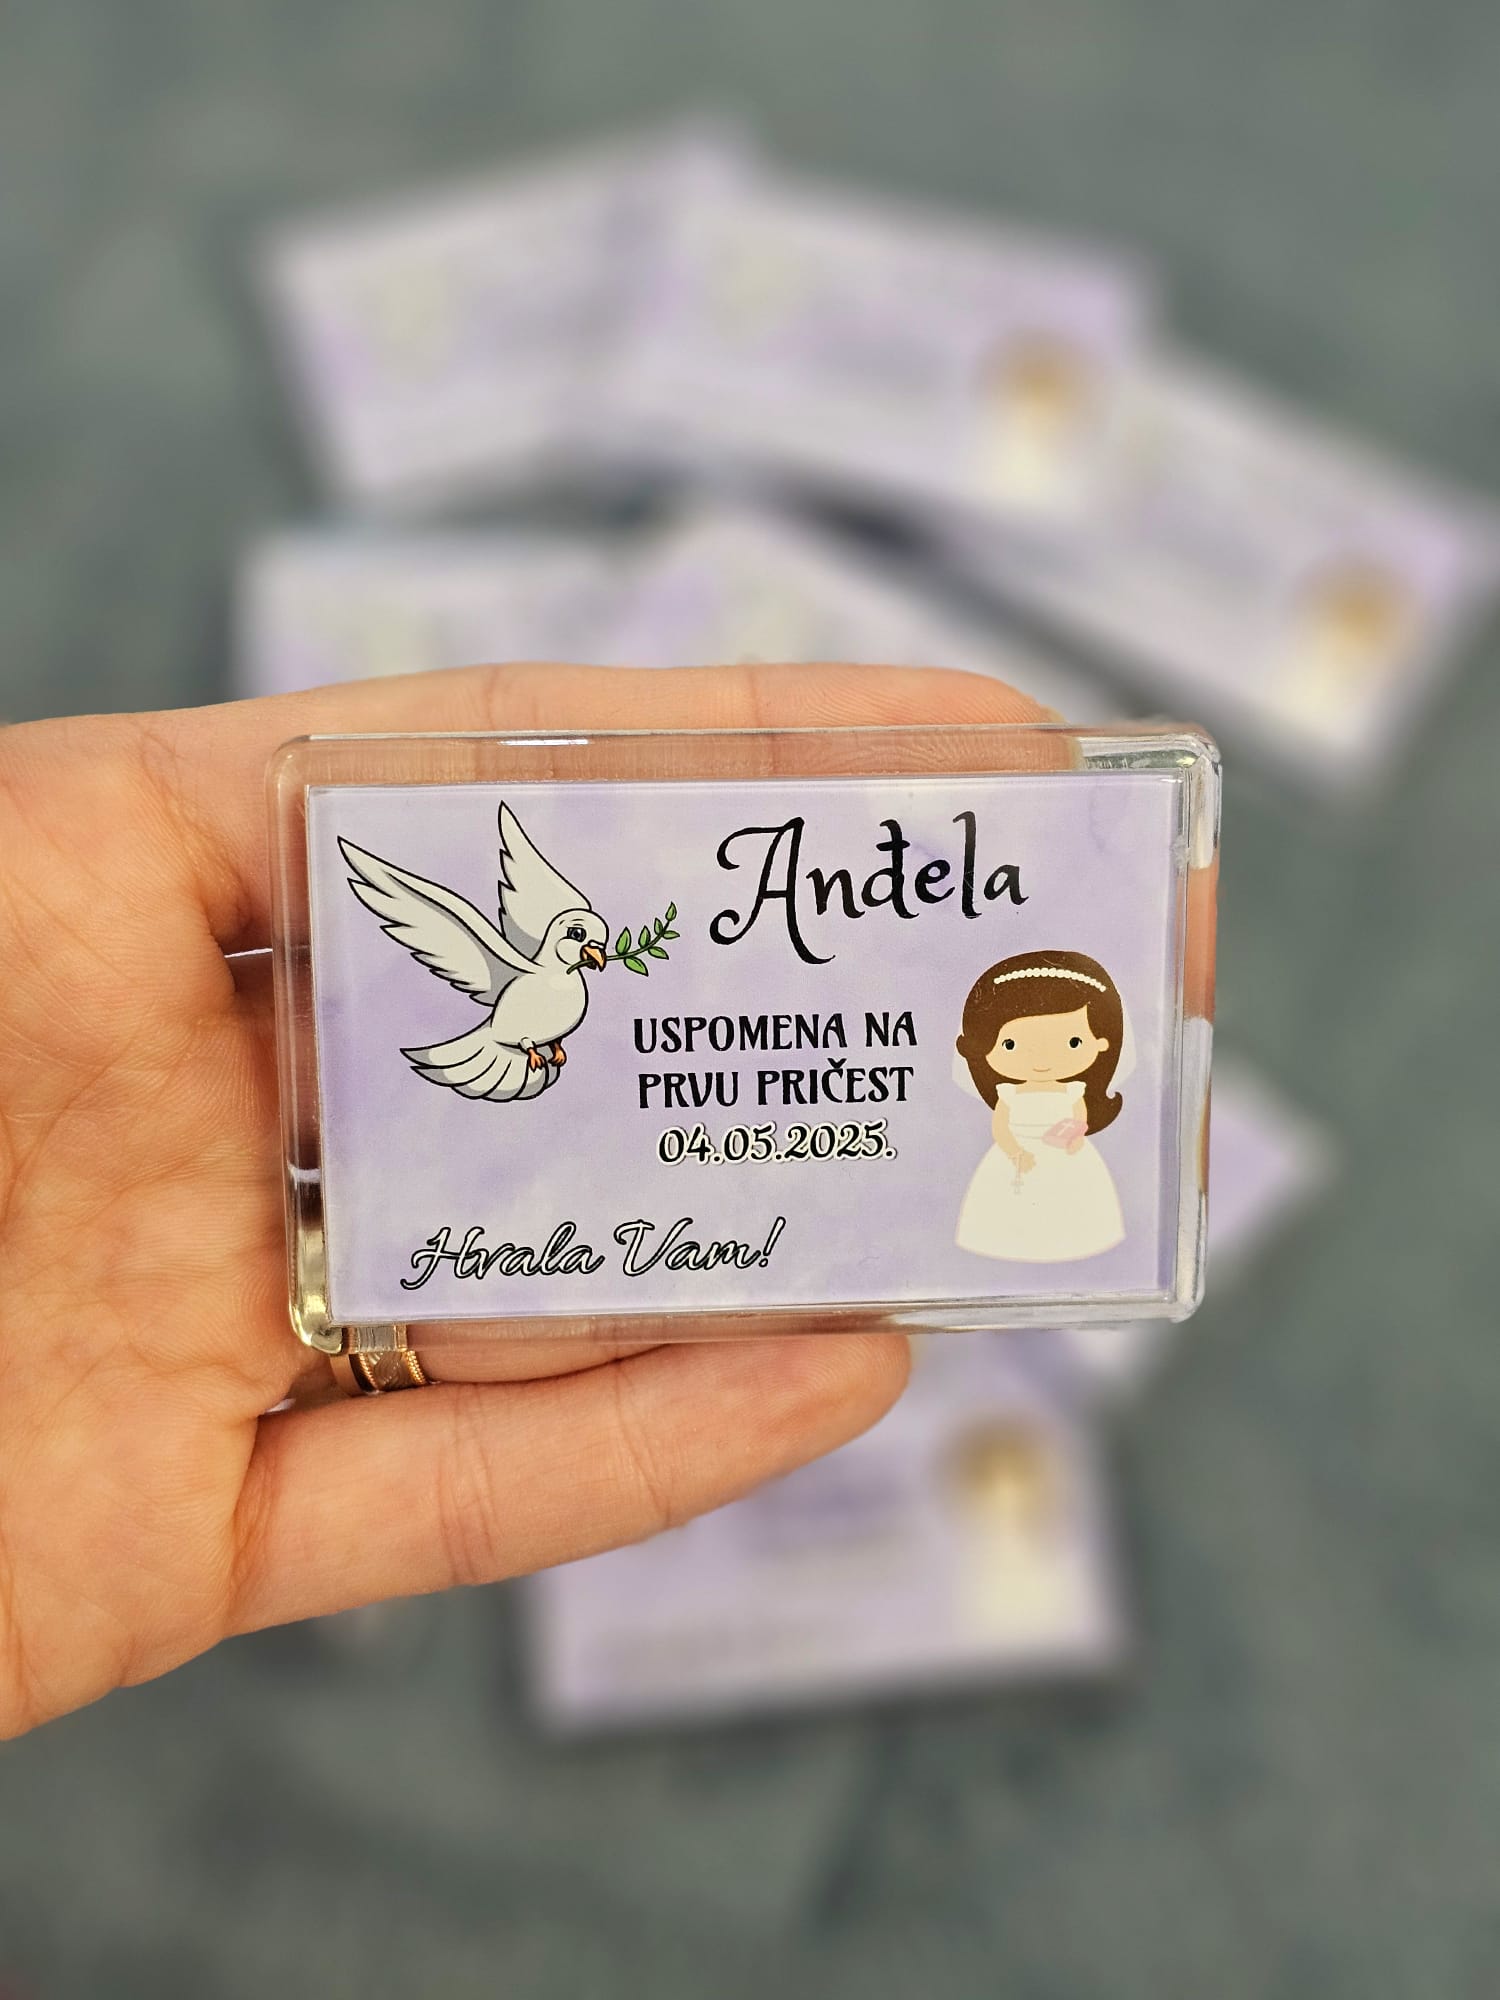 Anđela
USPOMENA NA
PRVU PRIČEST
04.05.2025.
Hvala Vam!